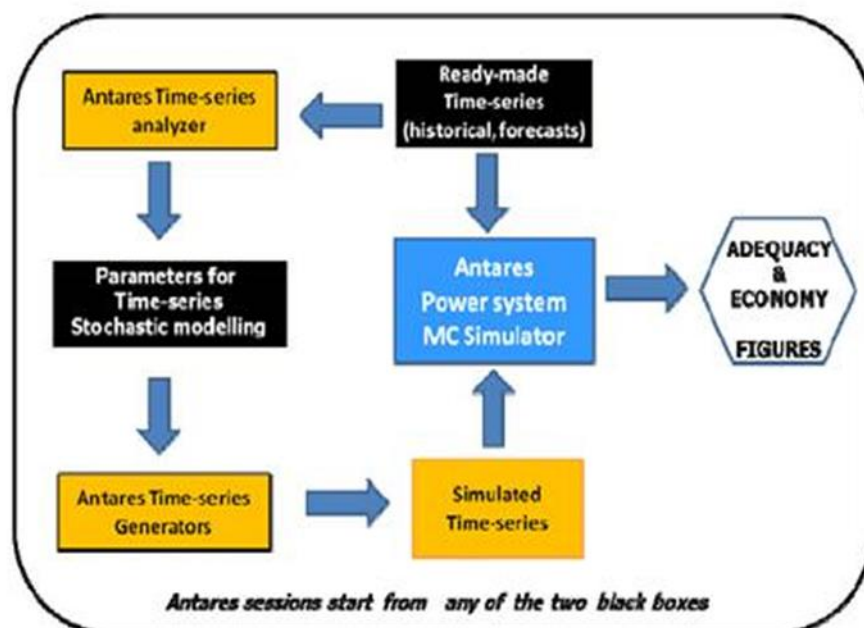 Antares Time-series
analyzer
Ready-made
Time-series
(historical, forecasts)
Parameters for
Time-series
Stochastic modelling
Antares
Power system
MC Simulator
ADEQUACY
&
ECONOMY
FIGURES
Antares Time-series
Generators
Simulated
Time-series
Antares sessions start from any of the two black boxes